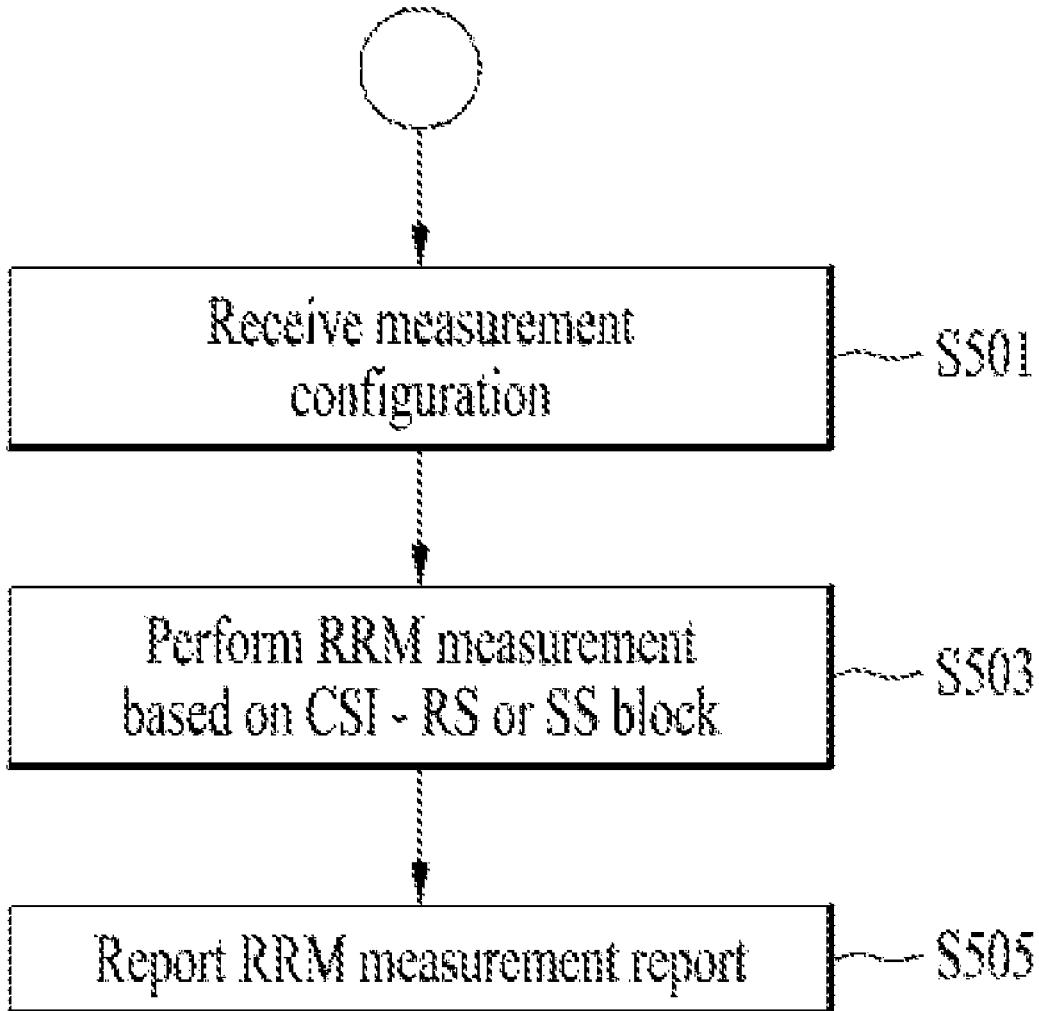 Receive measurement
configuration
S501
Perform RRM measurement
based on CSI - RS or SS block
S503
Report RRM measurement report
S505